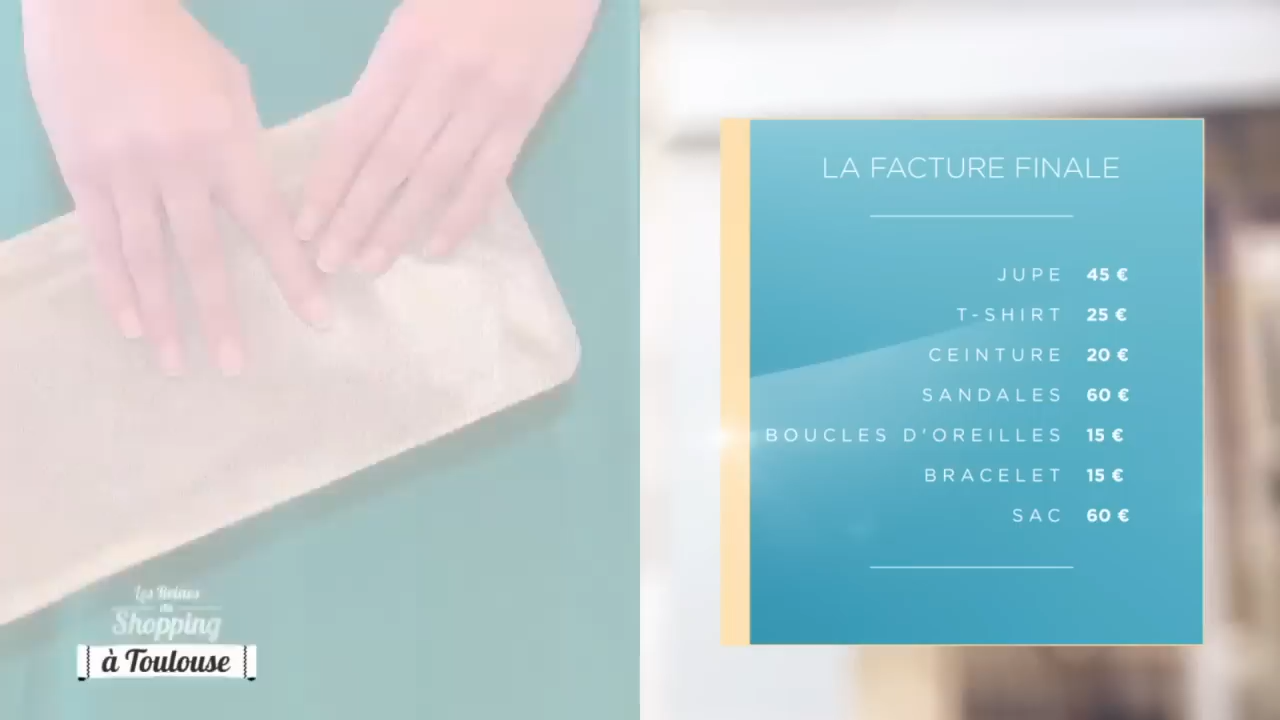 LA FACTURE FINALE
JUPE 45 €
T-SHIRT 25 €
CEINTURE 20 €
SANDALES 60 €
BOUCLES D'OREILLES 15 €
BRACELET 15 €
SAC 60 €
Les Reines
du
Shopping
à Toulouse